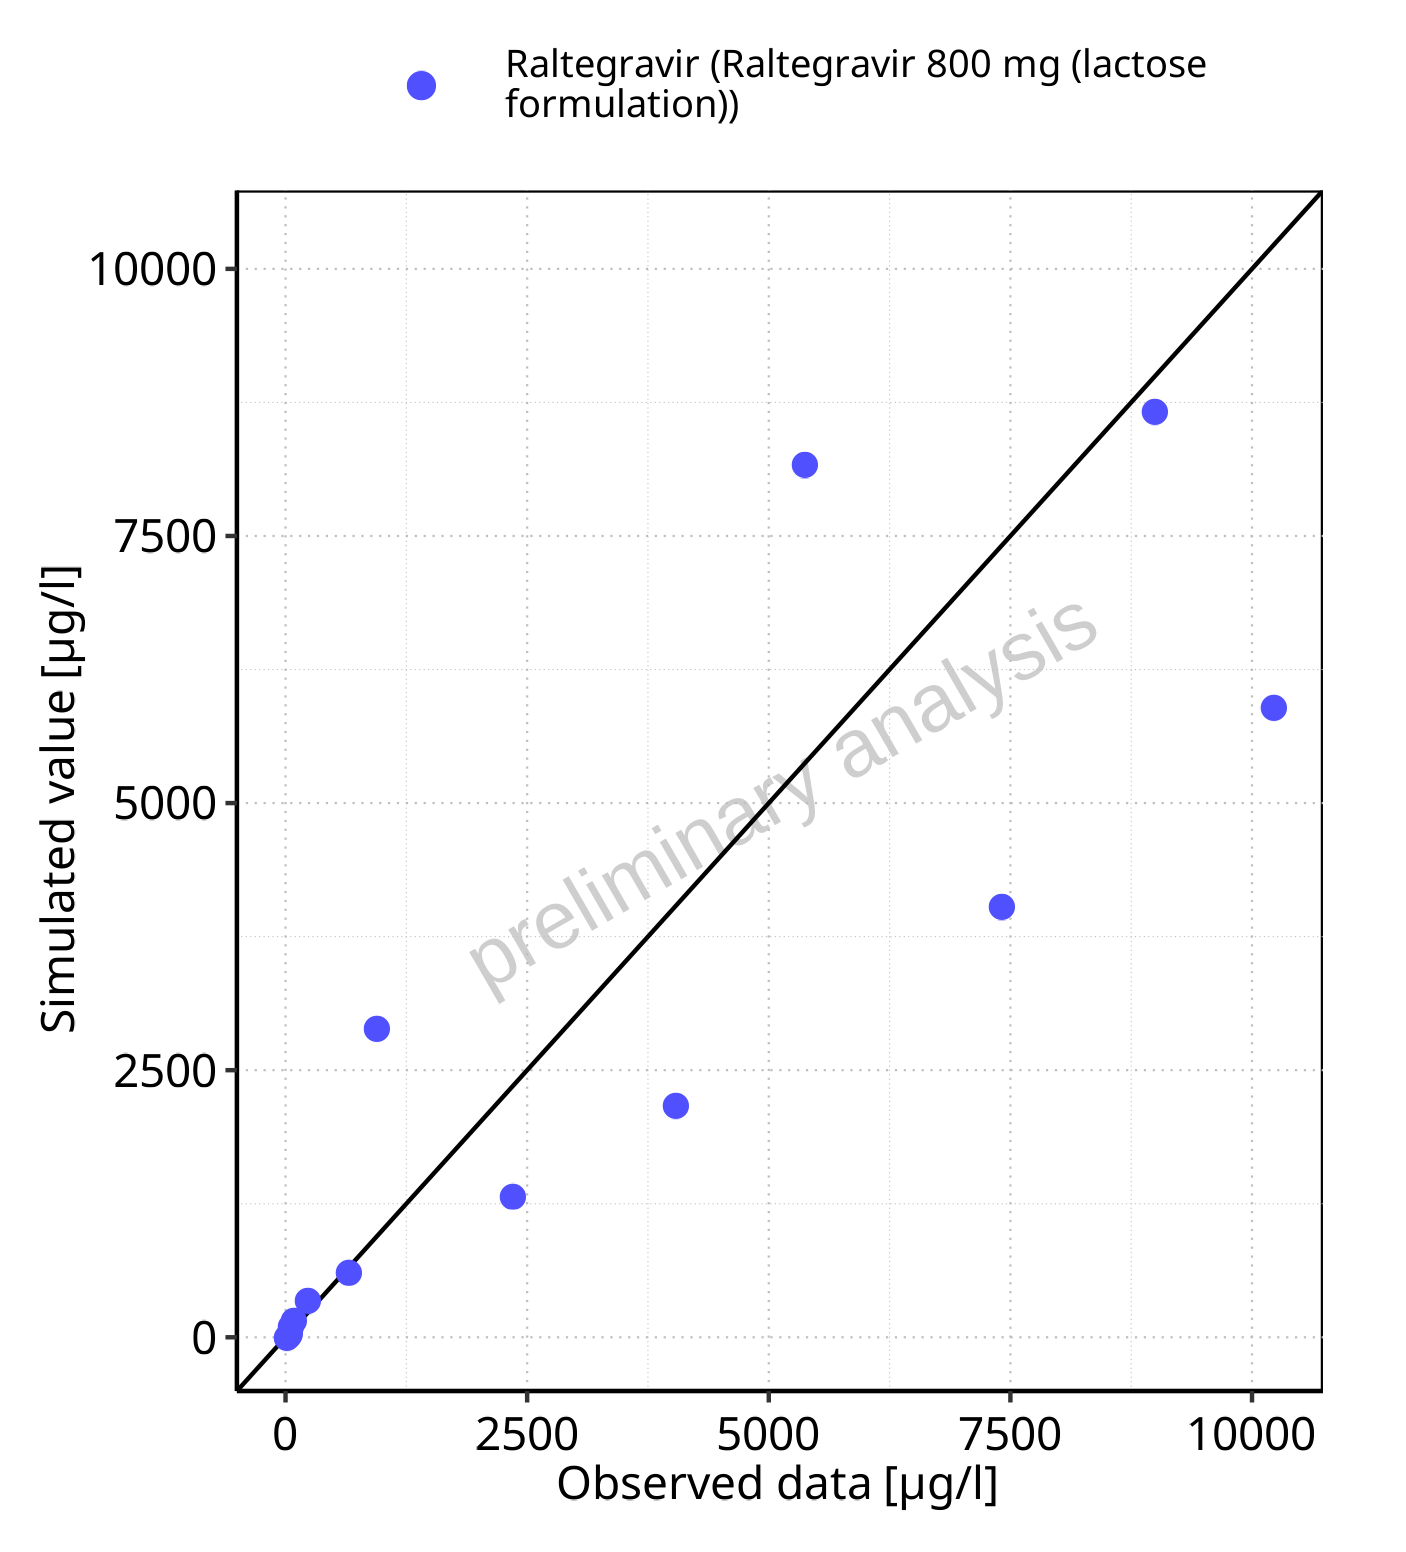 Raltegravir (Raltegravir 800 mg (lactose
formulation))
10000
7500
5000
2500
0
Simulated value [µg/l]
preliminary analysis
0 2500 5000 7500 10000
Observed data [µg/l]